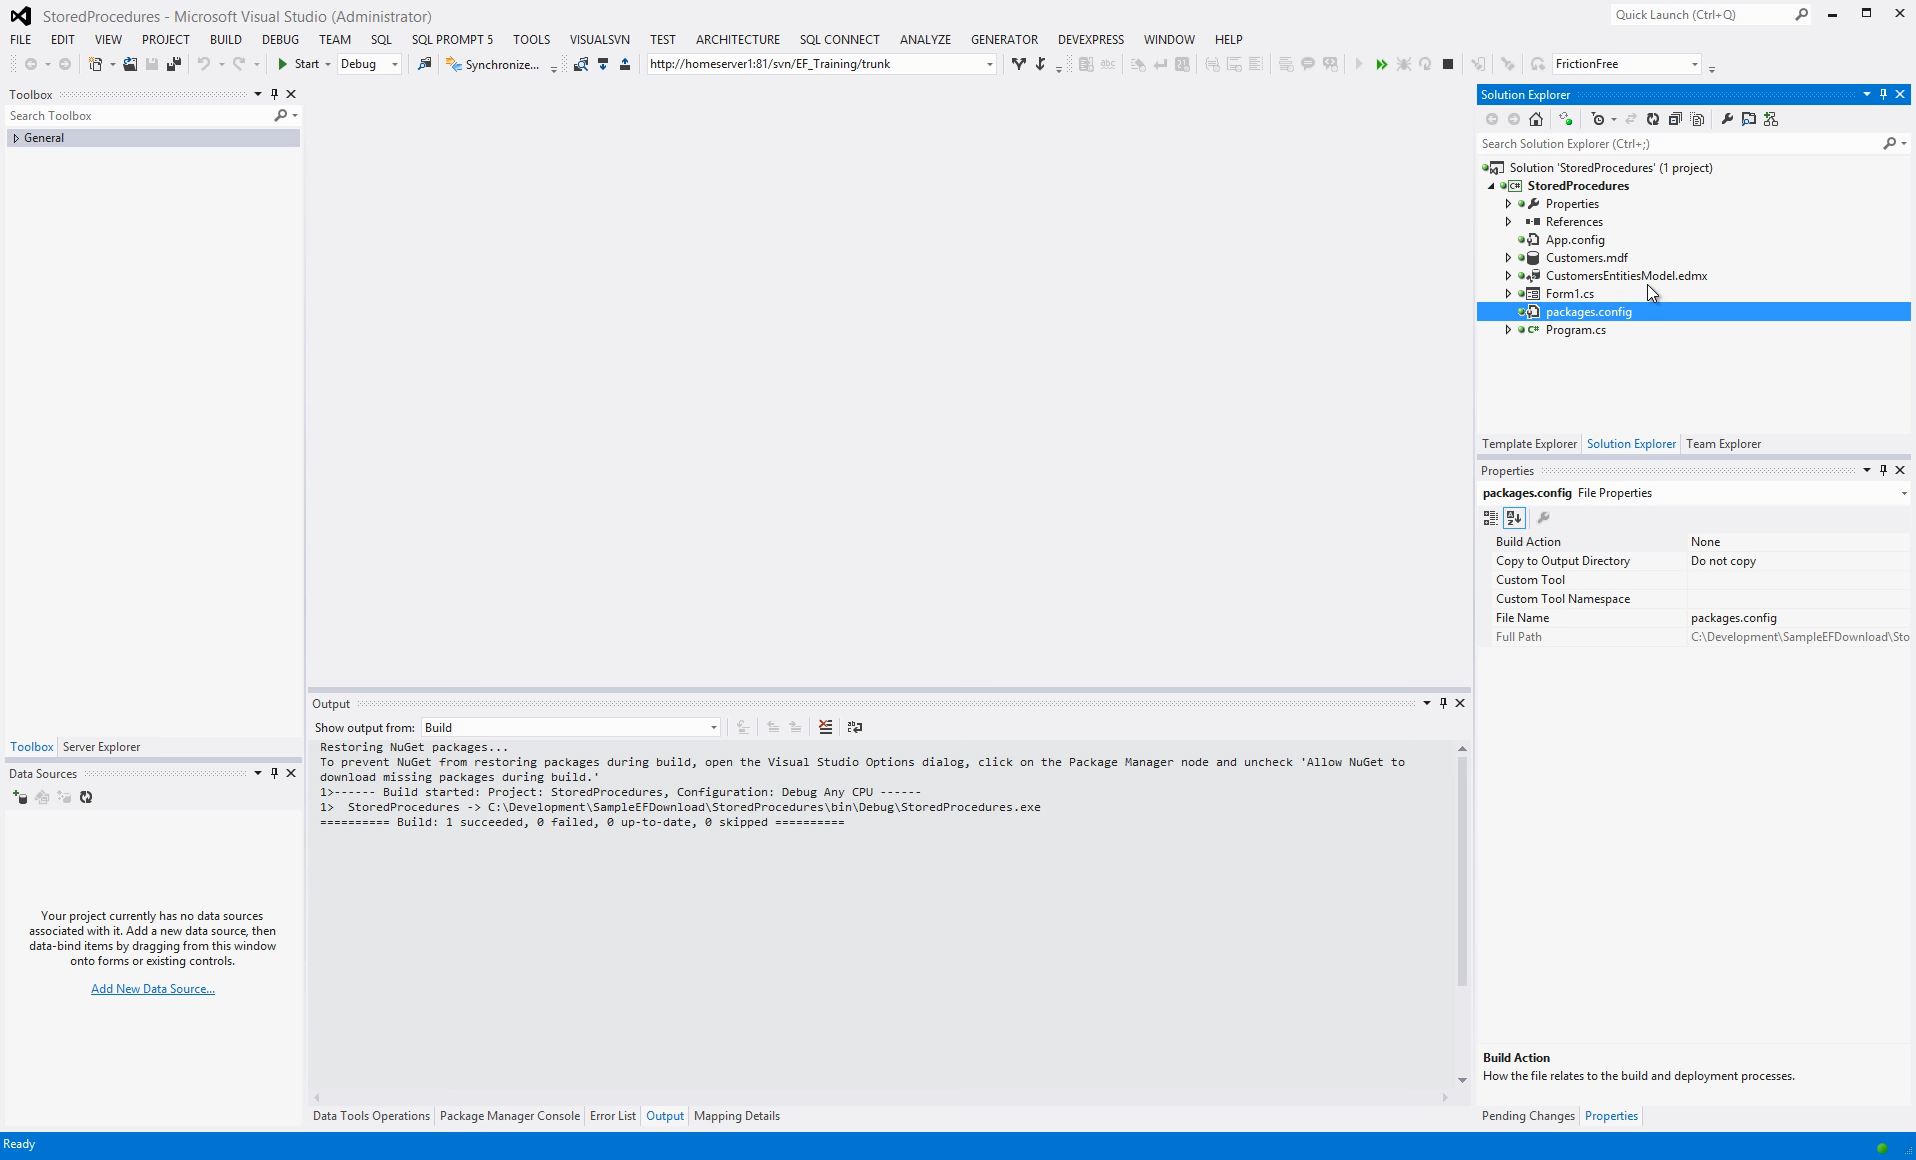 StoredProcedures - Microsoft Visual Studio (Administrator)
Quick Launch (Ctrl+Q)
FILE EDIT VIEW PROJECT BUILD DEBUG TEAM SQL SQL PROMPT 5 TOOLS VISUALSVN TEST ARCHITECTURE SQL CONNECT ANALYZE GENERATOR DEVEXPRESS WINDOW HELP
Start Debug Synchronize... http://homeserver1:81/svn/EF_Training/trunk FrictionFree
Toolbox
Search Toolbox
General
Toolbox Server Explorer
Data Sources
Your project currently has no data sources
associated with it. Add a new data source, then
data-bind items by dragging from this window
onto forms or existing controls.
Add New Data Source...
Output
Show output from: Build
Restoring NuGet packages...
To prevent NuGet from restoring packages during build, open the Visual Studio Options dialog, click on the Package Manager node and uncheck 'Allow NuGet to
download missing packages during build.'
1>------ Build started: Project: StoredProcedures, Configuration: Debug Any CPU ------
1>  StoredProcedures -> C:\Development\SampleEFDownload\StoredProcedures\bin\Debug\StoredProcedures.exe
========== Build: 1 succeeded, 0 failed, 0 up-to-date, 0 skipped ==========
Data Tools Operations Package Manager Console Error List Output Mapping Details
Solution Explorer
Search Solution Explorer (Ctrl+;)
Solution 'StoredProcedures' (1 project)
C# StoredProcedures
Properties
References
App.config
Customers.mdf
CustomersEntitiesModel.edmx
Form1.cs
packages.config
C# Program.cs
Template Explorer Solution Explorer Team Explorer
Properties
packages.config File Properties
Build Action None
Copy to Output Directory Do not copy
Custom Tool
Custom Tool Namespace
File Name packages.config
Full Path C:\Development\SampleEFDownload\Sto
Build Action
How the file relates to the build and deployment processes.
Pending Changes Properties
Ready